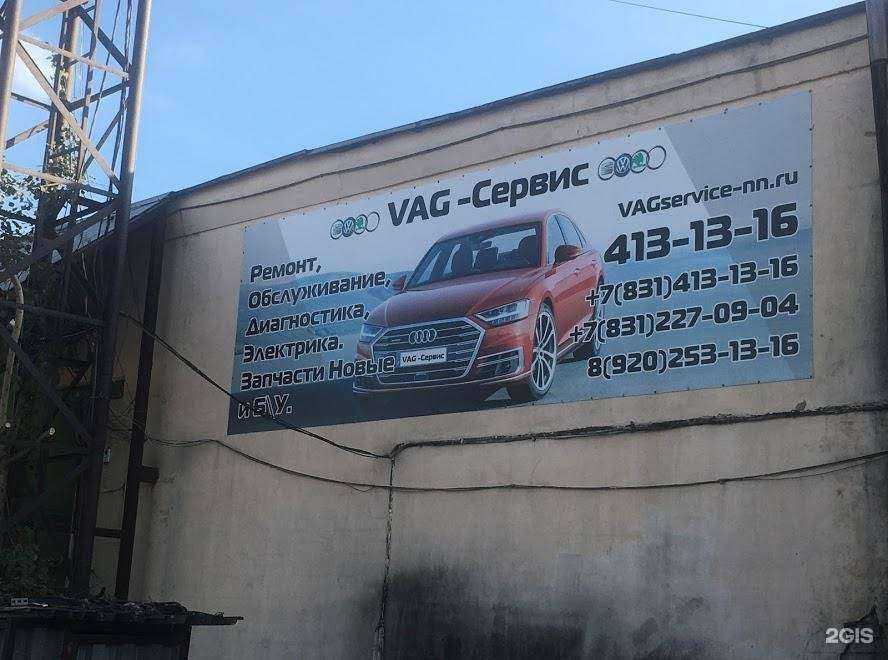 VAG -Сервис
VAGservice-nn.ru
413-13-16
+7(831)413-13-16
+7(831)227-09-04
8(920)253-13-16
Ремонт,
Обслуживание,
Диагностика,
Электрика.
Запчасти Новые
и Б\У.
VAG -Сервис
2GIS